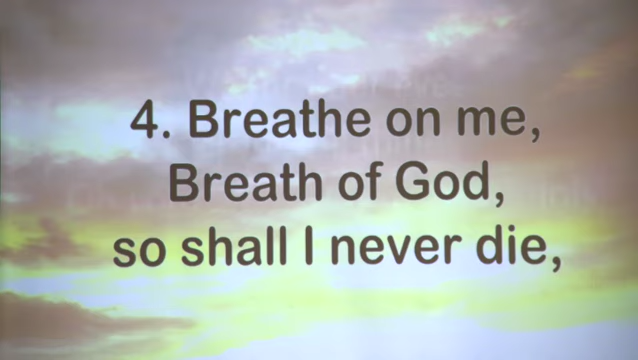 4. Breathe on me,
Breath of God,
so shall I never die,